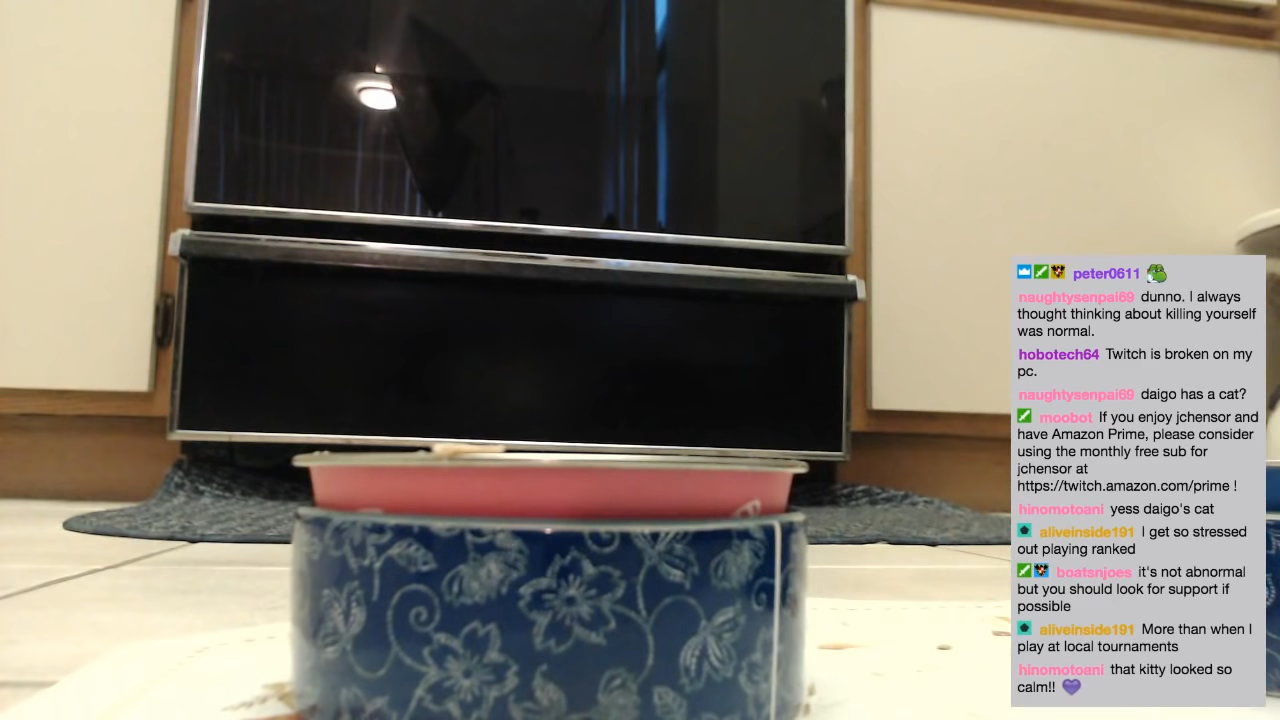 peter0611
naughtysenpai69 dunno. I always
thought thinking about killing yourself
was normal.
hobotech64 Twitch is broken on my
pc.
naughtysenpai69 daigo has a cat?
moobot If you enjoy jchensor and
have Amazon Prime, please consider
using the monthly free sub for
jchensor at
https://twitch.amazon.com/prime !
hinomotoani yess daigo's cat
aliveinside191 I get so stressed
out playing ranked
boatsnjoes it's not abnormal
but you should look for support if
possible
aliveinside191 More than when I
play at local tournaments
hinomotoani that kitty looked so
calm!!